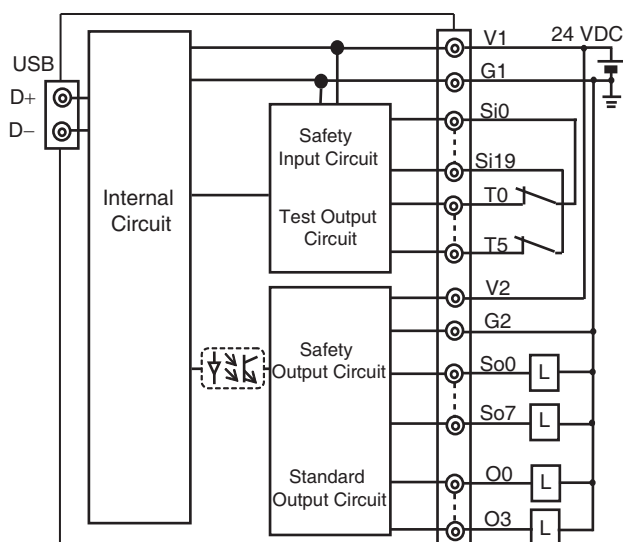 V1
24 VDC
USB
G1
D+
D−
Si0
Safety
Input Circuit
Si19
Internal
Circuit
T0
Test Output
Circuit
T5
V2
G2
Safety
Output Circuit
So0
L
So7
L
Standard
Output Circuit
O0
L
O3
L